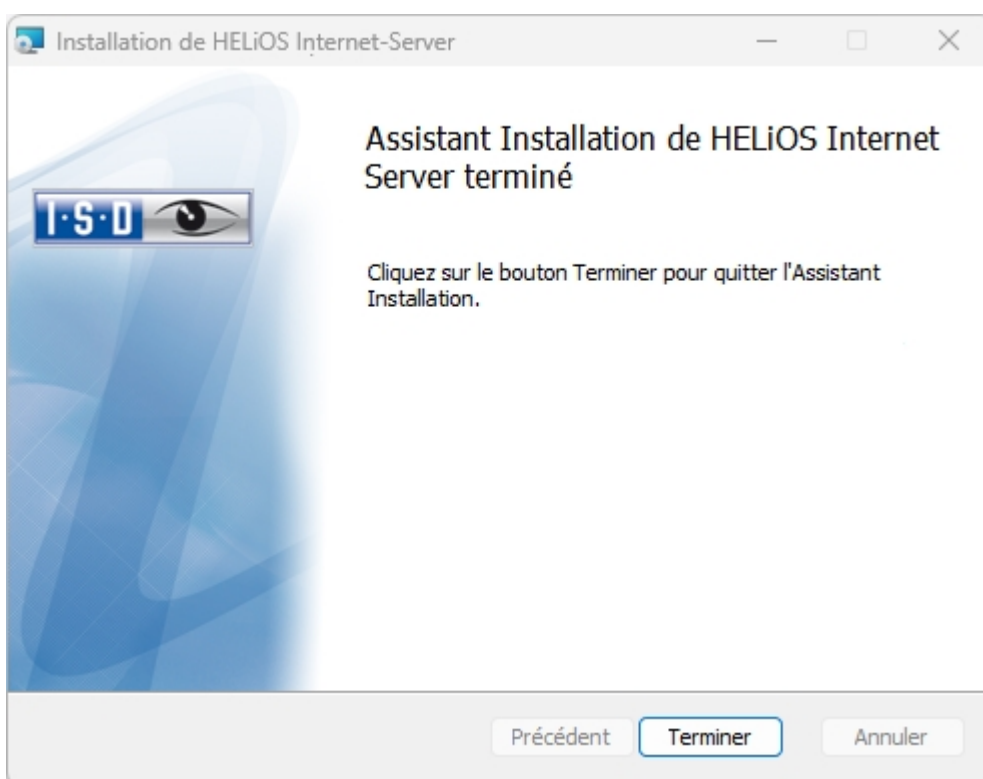 Installation de HELiOS Internet-Server
Assistant Installation de HELiOS Internet
Server terminé
I·S·D
Cliquez sur le bouton Terminer pour quitter l'Assistant
Installation.
Précédent
Terminer
Annuler